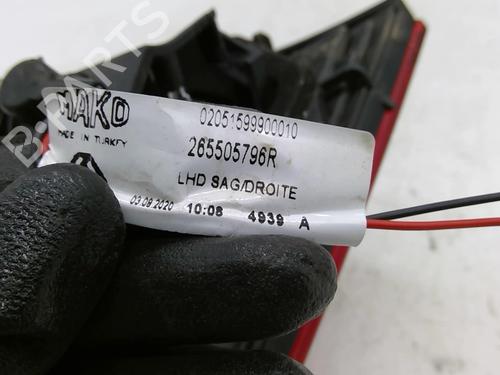 MAKO
MADE IN TURKEY
02051599900010
265505796R
LHD SAG/DROITE
03.09.2020 10:08 4939 A
B-PARTS